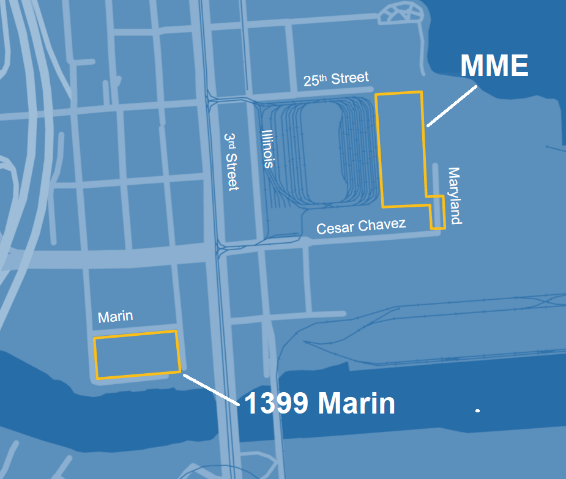 25th Street
MME
3rd Street
Illinois
Maryland
Cesar Chavez
Marin
1399 Marin